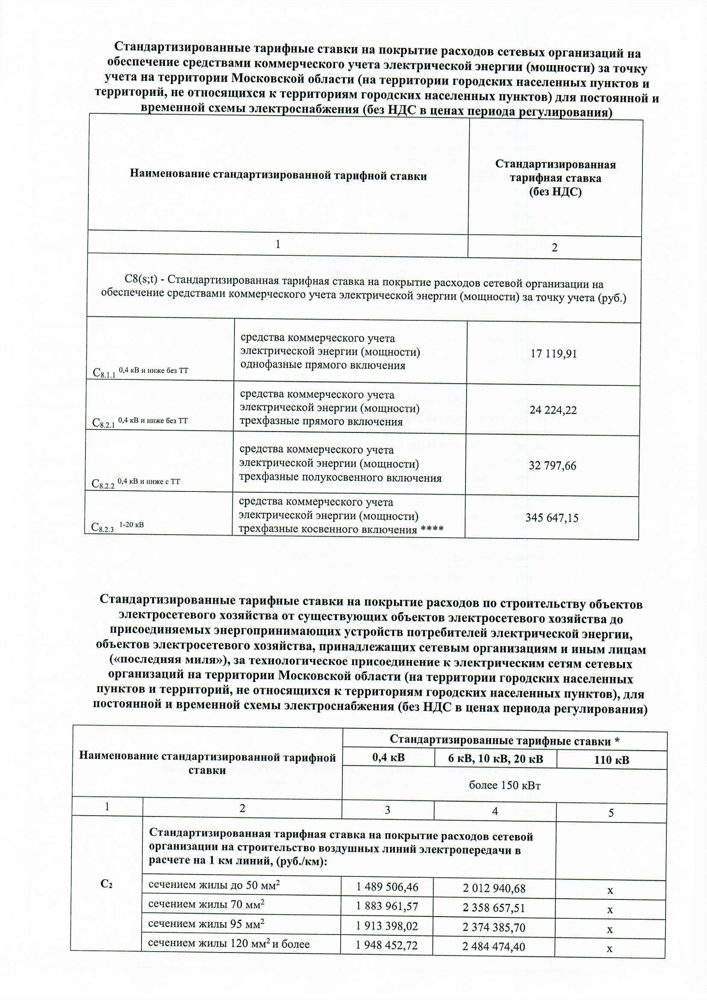 Стандартизированные тарифные ставки на покрытие расходов сетевых организаций на
обеспечение средствами коммерческого учета электрической энергии (мощности) за точку
учета на территории Московской области (на территории городских населенных пунктов и
территорий, не относящихся к территориям городских населенных пунктов) для постоянной и
временной схемы электроснабжения (без НДС в ценах периода регулирования)
Наименование стандартизированной тарифной ставки
Стандартизированная
тарифная ставка
(без НДС)
1
2
С8(s;t) - Стандартизированная тарифная ставка на покрытие расходов сетевой организации на
обеспечение средствами коммерческого учета электрической энергии (мощности) за точку учета (руб.)
С8.1.1 0,4 кВ и ниже без ТТ
средства коммерческого учета
электрической энергии (мощности)
однофазные прямого включения
17 119,91
С8.2.1 0,4 кВ и ниже без ТТ
средства коммерческого учета
электрической энергии (мощности)
трехфазные прямого включения
24 224,22
С8.2.2 0,4 кВ и ниже с ТТ
средства коммерческого учета
электрической энергии (мощности)
трехфазные полукосвенного включения
32 797,66
С8.2.3 1-20 кВ
средства коммерческого учета
электрической энергии (мощности)
трехфазные косвенного включения ****
345 647,15
Стандартизированные тарифные ставки на покрытие расходов по строительству объектов
электросетевого хозяйства от существующих объектов электросетевого хозяйства до
присоединяемых энергопринимающих устройств потребителей электрической энергии,
объектов электросетевого хозяйства, принадлежащих сетевым организациям и иным лицам
(«последняя миля»), за технологическое присоединение к электрическим сетям сетевых
организаций на территории Московской области (на территории городских населенных
пунктов и территорий, не относящихся к территориям городских населенных пунктов), для
постоянной и временной схемы электроснабжения (без НДС в ценах периода регулирования)
Наименование стандартизированной тарифной
ставки
Стандартизированные тарифные ставки *
0,4 кВ
6 кВ, 10 кВ, 20 кВ
110 кВ
более 150 кВт
1
2
3
4
5
С2
Стандартизированная тарифная ставка на покрытие расходов сетевой
организации на строительство воздушных линий электропередачи в
расчете на 1 км линий, (руб./км):
сечением жилы до 50 мм²
1 489 506,46
2 012 940,68
х
сечением жилы 70 мм²
1 883 961,57
2 358 657,51
х
сечением жилы 95 мм²
1 913 398,02
2 374 385,70
х
сечением жилы 120 мм² и более
1 948 452,72
2 484 474,40
х